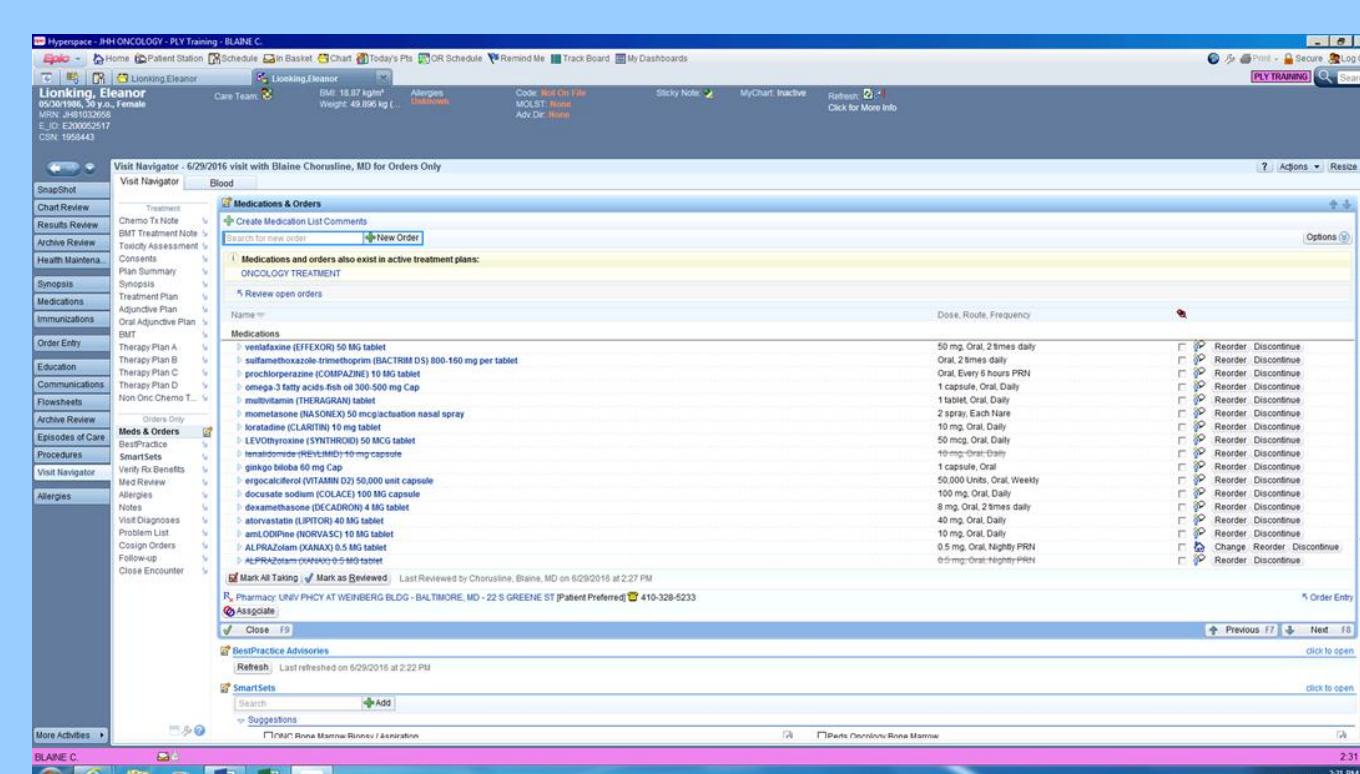 Hyperspace - JHH ONCOLOGY - PLY Training - BLAINE C.
Epic Home Patient Station Schedule In Basket Chart Today's Pts OR Schedule Remind Me Track Board My Dashboards Print Secure Log
Lionking,Eleanor Lionking,Eleanor PLY TRAINING Sear
Lionking, Eleanor
05/30/1986, 30 y.o., Female
MRN: JH81032658
E_ID: E200052517
CSN: 1956443
Care Team:
BMI: 18.87 kg/m²
Weight: 49.896 kg (...
Allergies
Unknown
Code: Not On File
MOLST: None
Adv Dir: None
Sticky Note:
MyChart: Inactive
Refresh:
Click for More Info
Visit Navigator - 6/29/2016 visit with Blaine Chorusline, MD for Orders Only ? Actions Resize
Visit Navigator Blood
SnapShot
Chart Review
Results Review
Archive Review
Health Maintena...
Synopsis
Medications
Immunizations
Order Entry
Education
Communications
Flowsheets
Archive Review
Episodes of Care
Procedures
Visit Navigator
Allergies
More Activities
Treatment
Chemo Tx Note
BMT Treatment Note
Toxicity Assessment
Consents
Plan Summary
Synopsis
Treatment Plan
Adjunctive Plan
Oral Adjunctive Plan
BMT
Therapy Plan A
Therapy Plan B
Therapy Plan C
Therapy Plan D
Non Onc Chemo T...
Orders Only
Meds & Orders
BestPractice
SmartSets
Verify Rx Benefits
Med Review
Allergies
Notes
Visit Diagnoses
Problem List
Cosign Orders
Follow-up
Close Encounter
Medications & Orders
Create Medication List Comments
Search for new order New Order Options
Medications and orders also exist in active treatment plans:
ONCOLOGY TREATMENT
Review open orders
Name Dose, Route, Frequency
Medications
venlafaxine (EFFEXOR) 50 MG tablet 50 mg, Oral, 2 times daily Reorder Discontinue
sulfamethoxazole-trimethoprim (BACTRIM DS) 800-160 mg per tablet Oral, 2 times daily Reorder Discontinue
prochlorperazine (COMPAZINE) 10 MG tablet Oral, Every 6 hours PRN Reorder Discontinue
omega-3 fatty acids-fish oil 300-500 mg Cap 1 capsule, Oral, Daily Reorder Discontinue
multivitamin (THERAGRAN) tablet 1 tablet, Oral, Daily Reorder Discontinue
mometasone (NASONEX) 50 mcg/actuation nasal spray 2 spray, Each Nare Reorder Discontinue
loratadine (CLARITIN) 10 mg tablet 10 mg, Oral, Daily Reorder Discontinue
LEVOthyroxine (SYNTHROID) 50 MCG tablet 50 mcg, Oral, Daily Reorder Discontinue
lenalidomide (REVLIMID) 10 mg capsule 10 mg, Oral, Daily Reorder Discontinue
ginkgo biloba 60 mg Cap 1 capsule, Oral Reorder Discontinue
ergocalciferol (VITAMIN D2) 50,000 unit capsule 50,000 Units, Oral, Weekly Reorder Discontinue
docusate sodium (COLACE) 100 MG capsule 100 mg, Oral, Daily Reorder Discontinue
dexamethasone (DECADRON) 4 MG tablet 8 mg, Oral, 2 times daily Reorder Discontinue
atorvastatin (LIPITOR) 40 MG tablet 40 mg, Oral, Daily Reorder Discontinue
amLODIPine (NORVASC) 10 MG tablet 10 mg, Oral, Daily Reorder Discontinue
ALPRAZolam (XANAX) 0.5 MG tablet 0.5 mg, Oral, Nightly PRN Change Reorder Discontinue
ALPRAZolam (XANAX) 0.5 MG tablet 0.5 mg, Oral, Nightly PRN Reorder Discontinue
Mark All Taking Mark as Reviewed Last Reviewed by Chorusline, Blaine, MD on 6/29/2016 at 2:27 PM
Pharmacy: UNIV PHCY AT WEINBERG BLDG - BALTIMORE, MD - 22 S GREENE ST [Patient Preferred] 410-328-5233 Order Entry
Associate
Close F9 Previous F7 Next F8
BestPractice Advisories click to open
Refresh Last refreshed on 6/29/2016 at 2:22 PM
SmartSets click to open
Search Add
Suggestions
ONC Bone Marrow Biopsy / Aspiration Peds Oncology Bone Marrow
BLAINE C. 2:31
2:31 PM